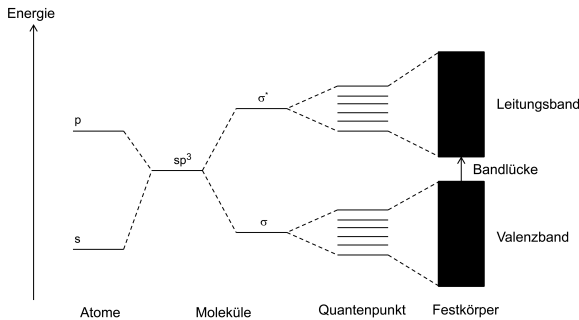 Energie
p
s
sp³
σ*
σ
Leitungsband
Bandlücke
Valenzband
Atome
Moleküle
Quantenpunkt
Festkörper